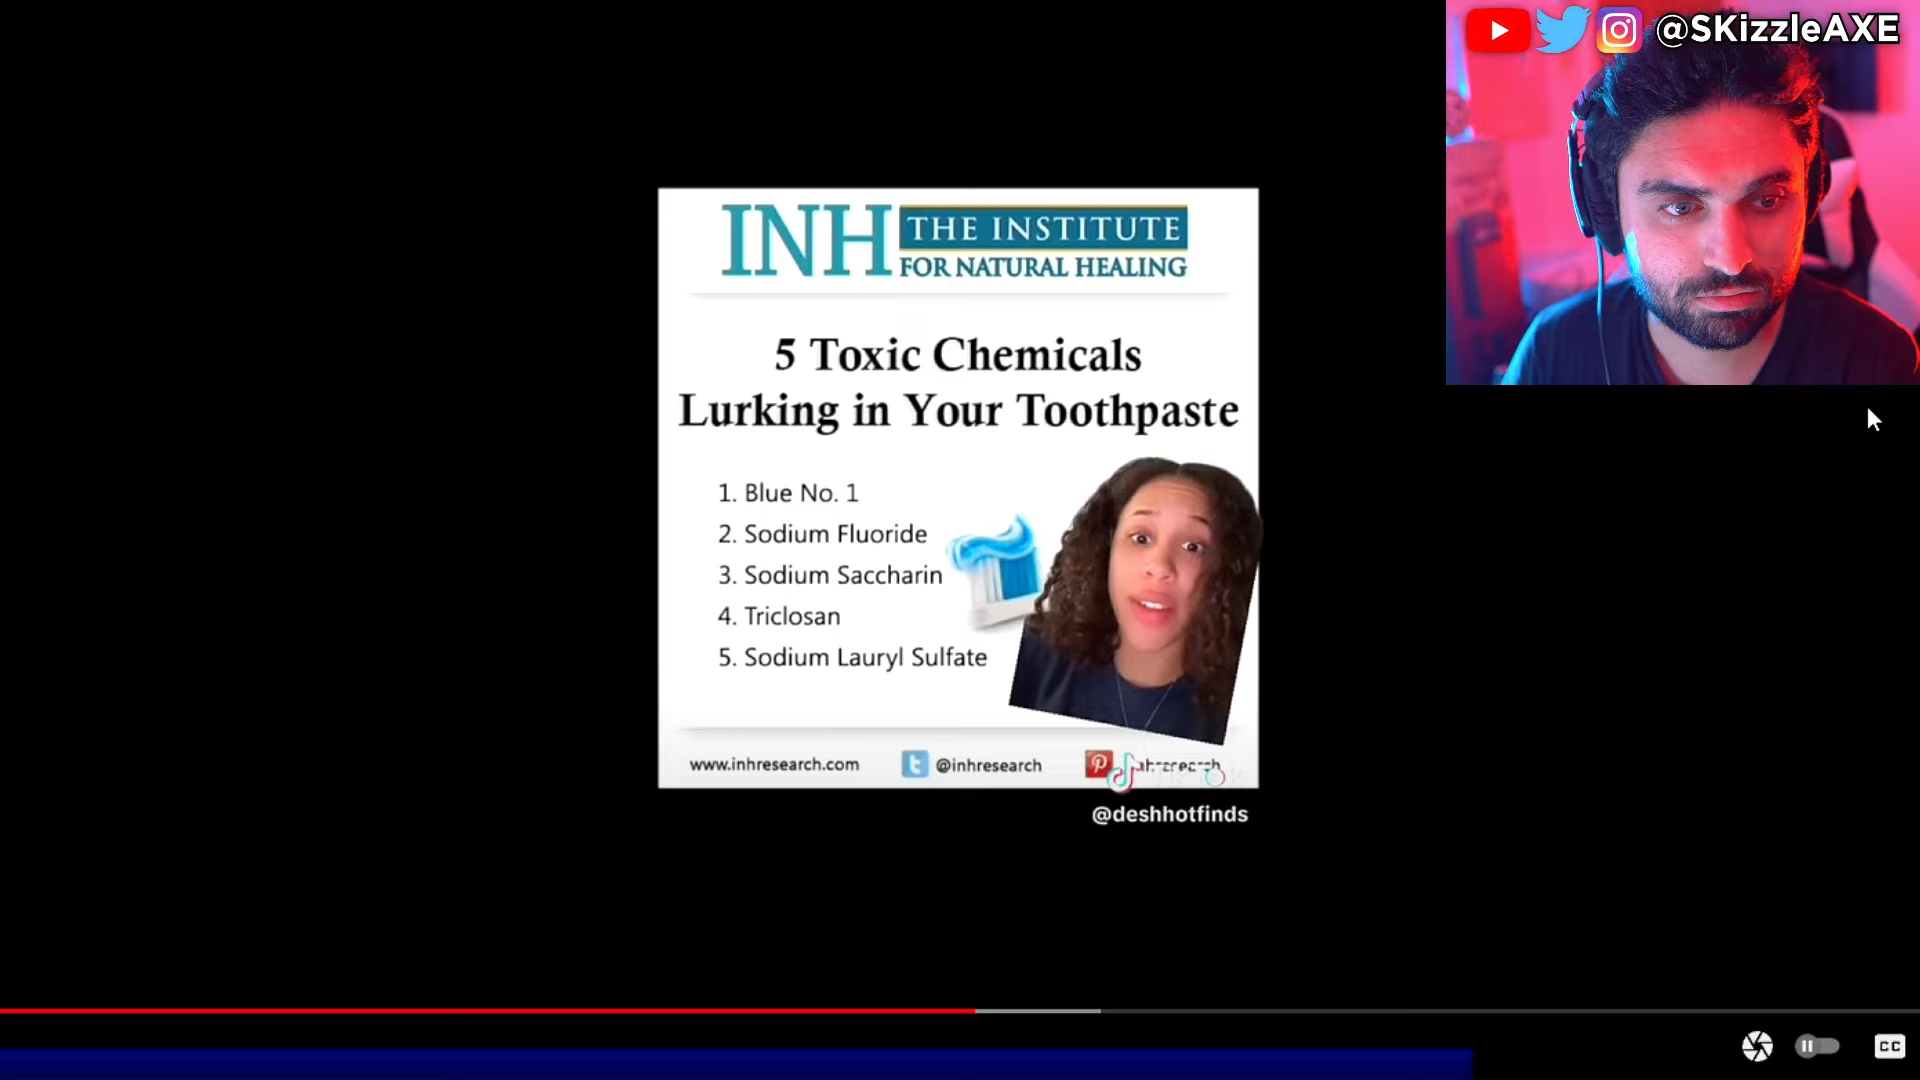 @SKizzleAXE
INH THE INSTITUTE
FOR NATURAL HEALING
5 Toxic Chemicals
Lurking in Your Toothpaste
1. Blue No. 1
2. Sodium Fluoride
3. Sodium Saccharin
4. Triclosan
5. Sodium Lauryl Sulfate
www.inhresearch.com
@inhresearch
@deshhotfinds
CC